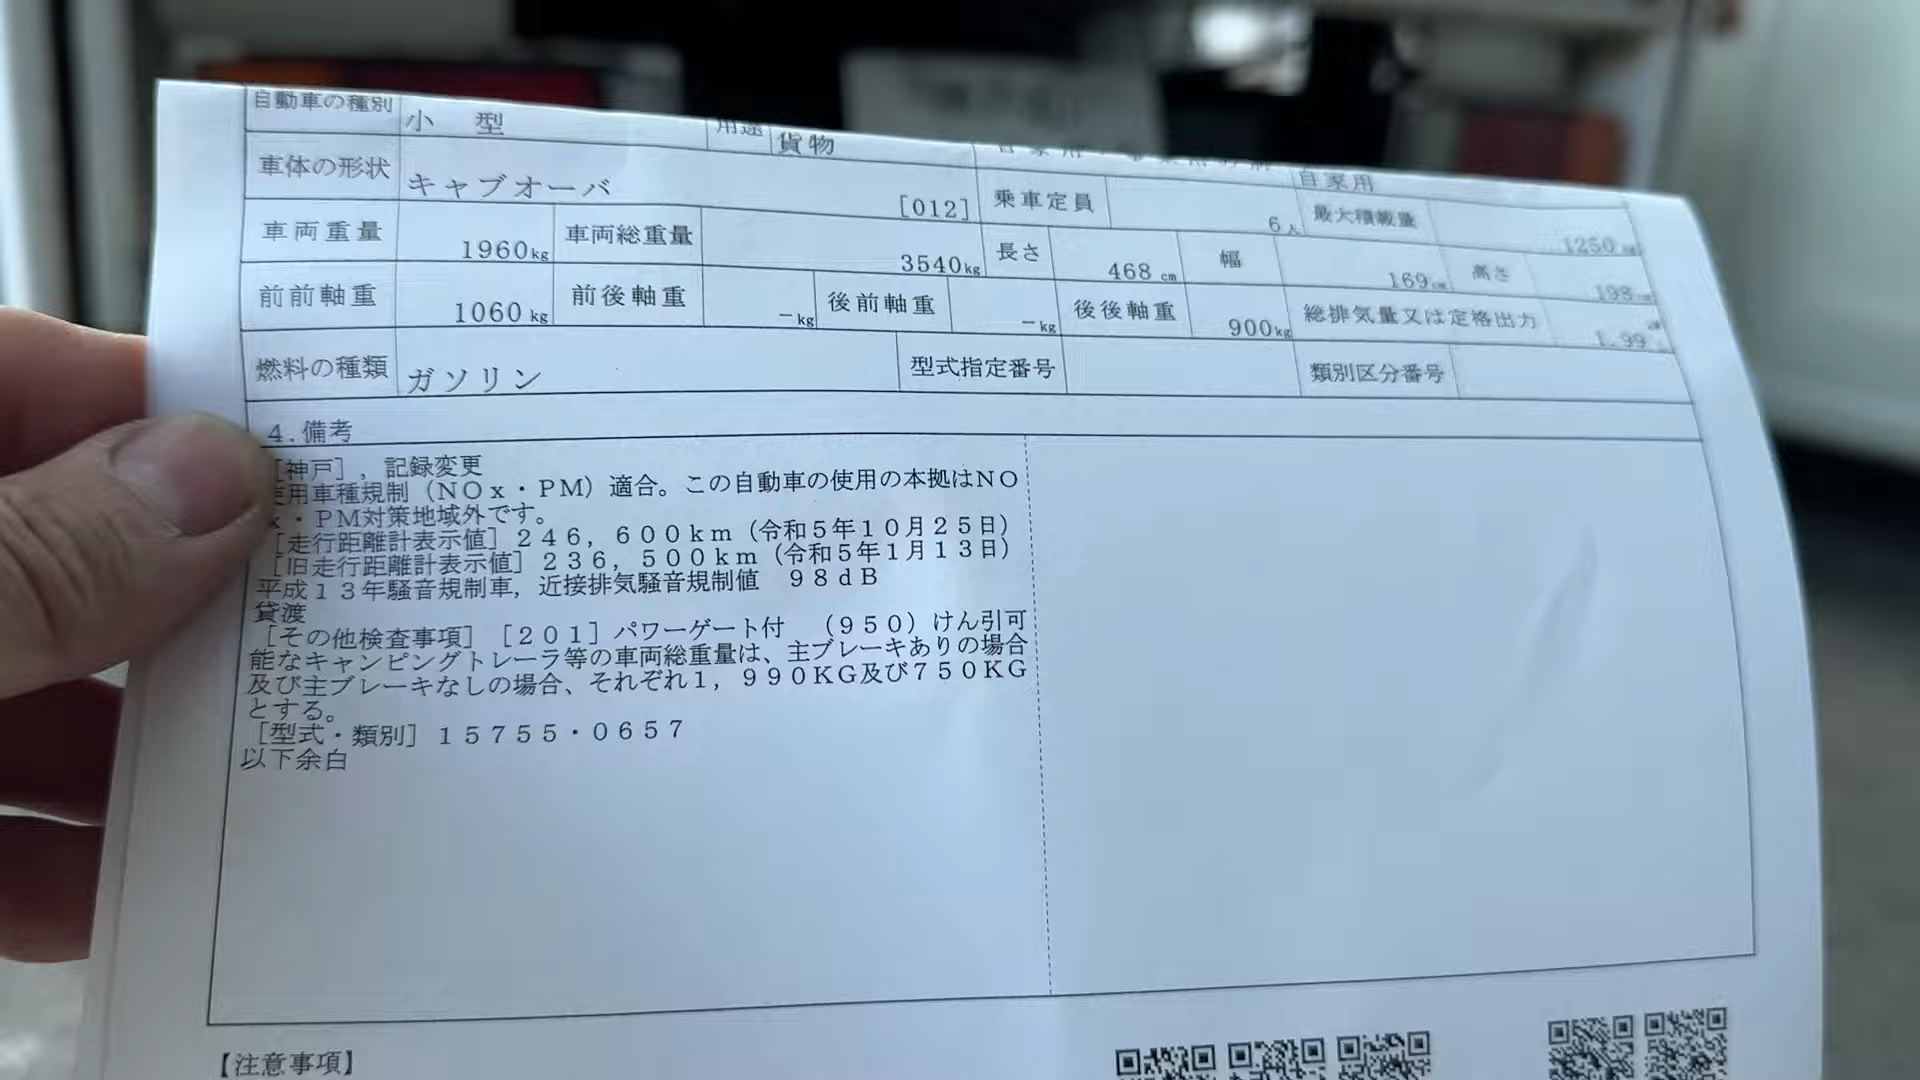 自動車の種別 小 型 用途 貨物 自家用
車体の形状 キャブオーバ [012] 乗車定員 6人 最大積載量 1250
車両重量 1960kg 車両総重量 3540kg 長さ 468cm 幅 169cm 高さ 198cm
前前軸重 1060kg 前後軸重 -kg 後前軸重 -kg 後後軸重 900kg 総排気量又は定格出力 1.99
燃料の種類 ガソリン 型式指定番号 類別区分番号
4.備考
[神戸],記録変更
用車種規制(NOx・PM)適合。この自動車の使用の本拠はNO
x・PM対策地域外です。
[走行距離計表示値]246,600km(令和5年10月25日)
[旧走行距離計表示値]236,500km(令和5年1月13日)
平成13年騒音規制車,近接排気騒音規制値 98dB
貸渡
[その他検査事項][201]パワーゲート付 (950)けん引可
能なキャンピングトレーラ等の車両総重量は、主ブレーキありの場合
及び主ブレーキなしの場合、それぞれ1,990KG及び750KG
とする。
[型式・類別]15755・0657
以下余白
【注意事項】